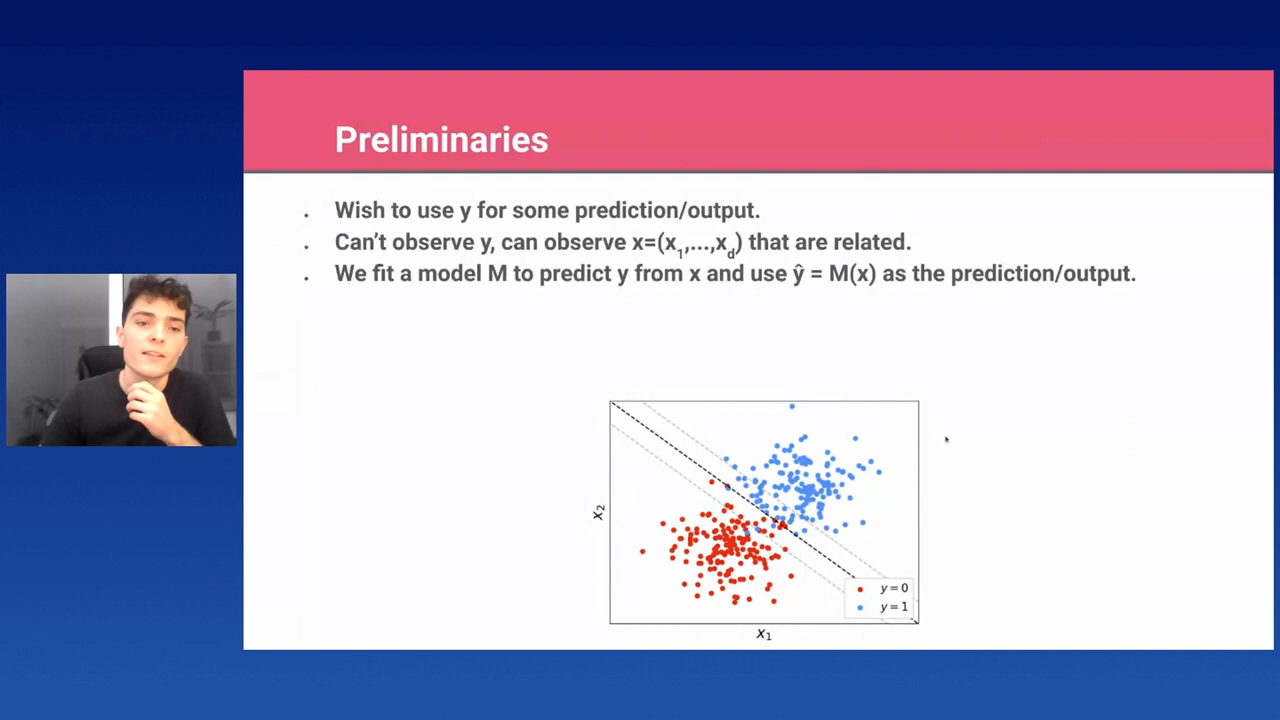 Preliminaries
. Wish to use y for some prediction/output.
. Can't observe y, can observe x=(x₁,...,x_d) that are related.
. We fit a model M to predict y from x and use ŷ = M(x) as the prediction/output.
x₂
y = 0
y = 1
x₁